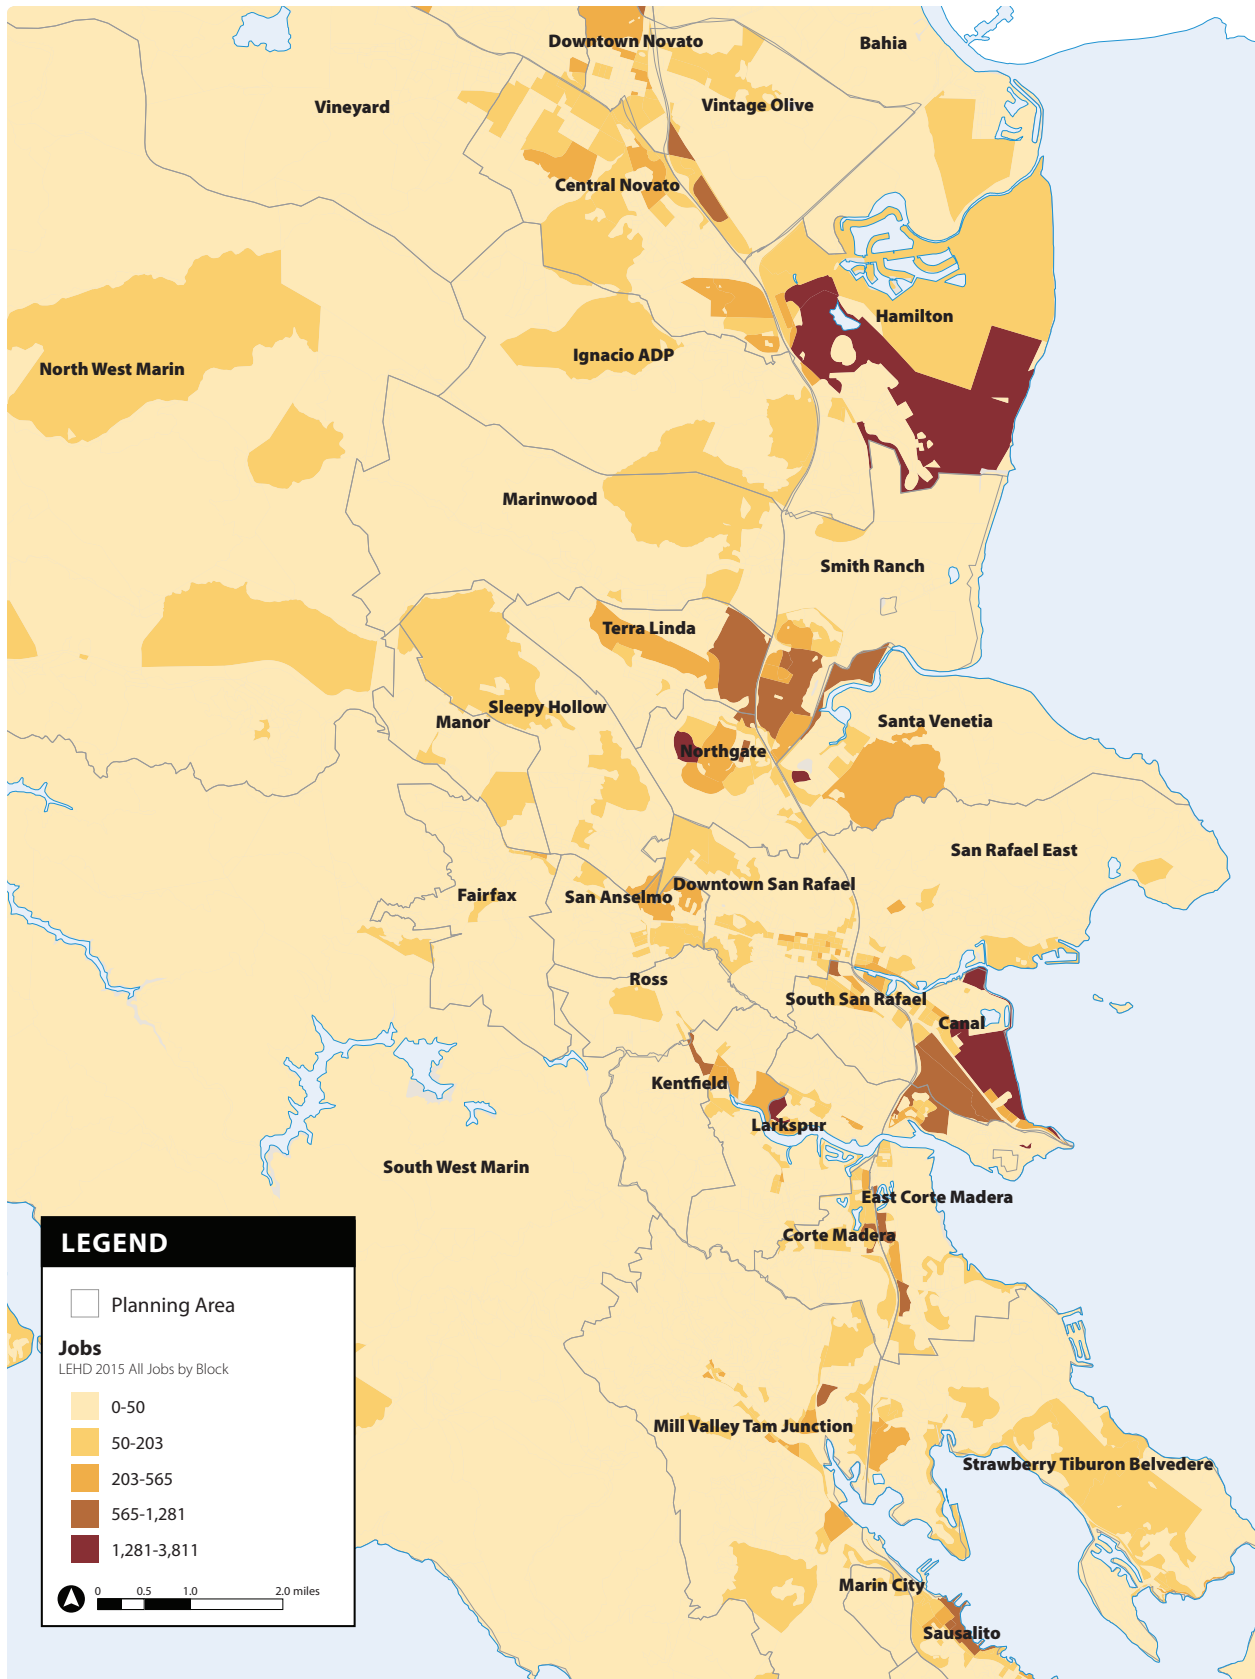 Downtown Novato
Bahia
Vineyard
Vintage Olive
Central Novato
Hamilton
Ignacio ADP
North West Marin
Marinwood
Smith Ranch
Terra Linda
Sleepy Hollow
Manor
Santa Venetia
Northgate
San Rafael East
Downtown San Rafael
Fairfax
San Anselmo
Ross
South San Rafael
Canal
Kentfield
Larkspur
South West Marin
East Corte Madera
Corte Madera
Mill Valley Tam Junction
Strawberry Tiburon Belvedere
Marin City
Sausalito
LEGEND
Planning Area
Jobs
LEHD 2015 All Jobs by Block
0-50
50-203
203-565
565-1,281
1,281-3,811
0 0.5 1.0 2.0 miles